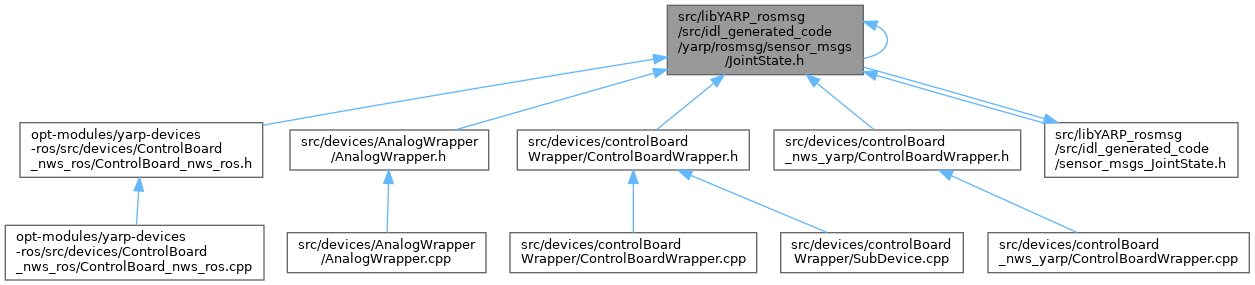 src/libYARP_rosmsg
/src/idl_generated_code
/yarp/rosmsg/sensor_msgs
/JointState.h
opt-modules/yarp-devices
-ros/src/devices/ControlBoard
_nws_ros/ControlBoard_nws_ros.h
src/devices/AnalogWrapper
/AnalogWrapper.h
src/devices/controlBoard
Wrapper/ControlBoardWrapper.h
src/devices/controlBoard
_nws_yarp/ControlBoardWrapper.h
src/libYARP_rosmsg
/src/idl_generated_code
/sensor_msgs_JointState.h
opt-modules/yarp-devices
-ros/src/devices/ControlBoard
_nws_ros/ControlBoard_nws_ros.cpp
src/devices/AnalogWrapper
/AnalogWrapper.cpp
src/devices/controlBoard
Wrapper/ControlBoardWrapper.cpp
src/devices/controlBoard
Wrapper/SubDevice.cpp
src/devices/controlBoard
_nws_yarp/ControlBoardWrapper.cpp